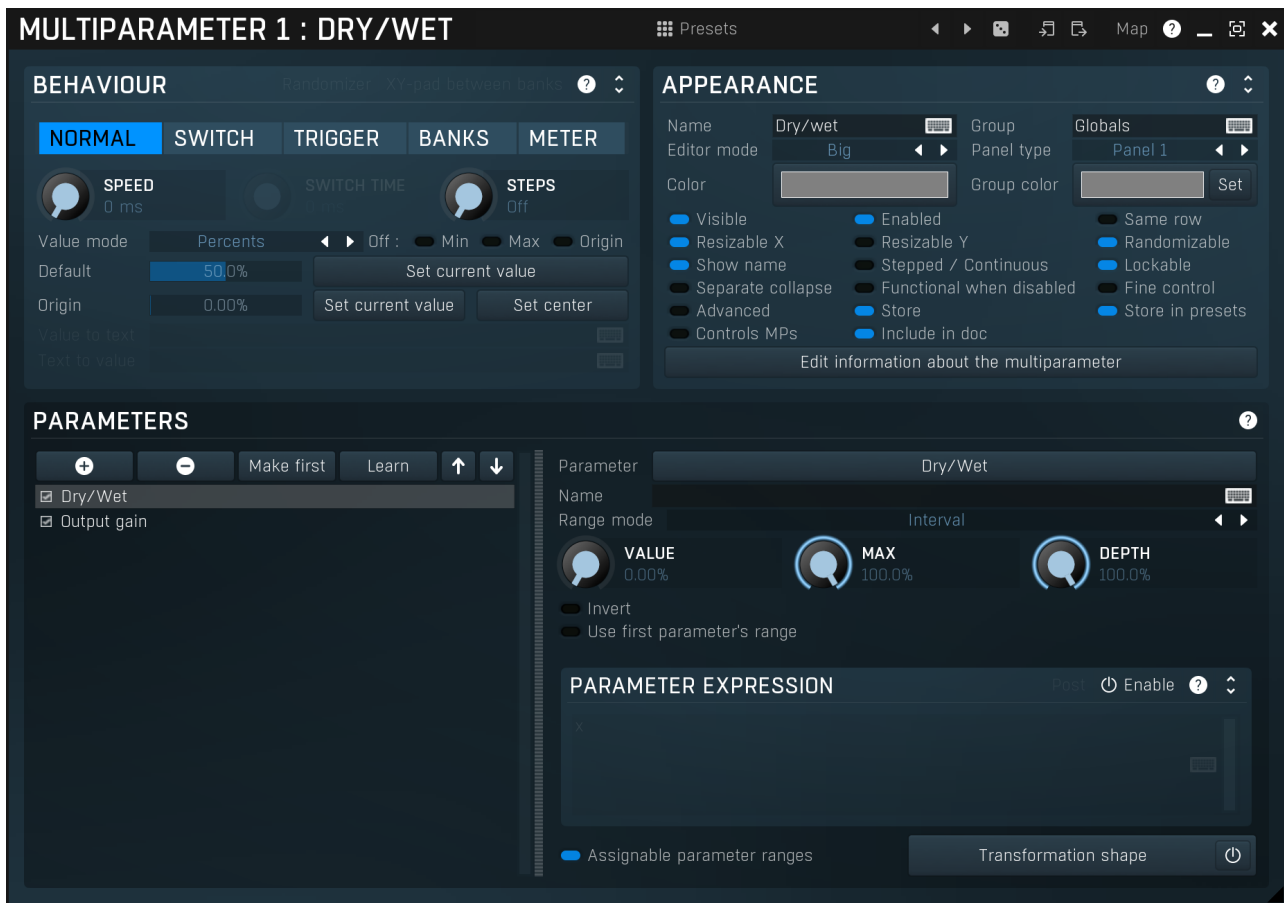 MULTIPARAMETER 1 : DRY/WET Presets Map ?
BEHAVIOUR Randomizer XY-pad between banks ?
NORMAL SWITCH TRIGGER BANKS METER
SPEED
0 ms
SWITCH TIME
STEPS
Off
Value mode Percents Off : Min Max Origin
Default 50.0% Set current value
Origin 0.00% Set current value Set center
Value to text
Text to value
APPEARANCE ?
Name Dry/wet Group Globals
Editor mode Big Panel type Panel 1
Color Group color Set
Visible Enabled Same row
Resizable X Resizable Y Randomizable
Show name Stepped / Continuous Lockable
Separate collapse Functional when disabled Fine control
Advanced Store Store in presets
Controls MPs Include in doc
Edit information about the multiparameter
PARAMETERS ?
Make first Learn
Dry/Wet
Output gain
Parameter Dry/Wet
Name
Range mode Interval
VALUE
0.00%
MAX
100.0%
DEPTH
100.0%
Invert
Use first parameter's range
PARAMETER EXPRESSION Post Enable ?
x
Assignable parameter ranges Transformation shape